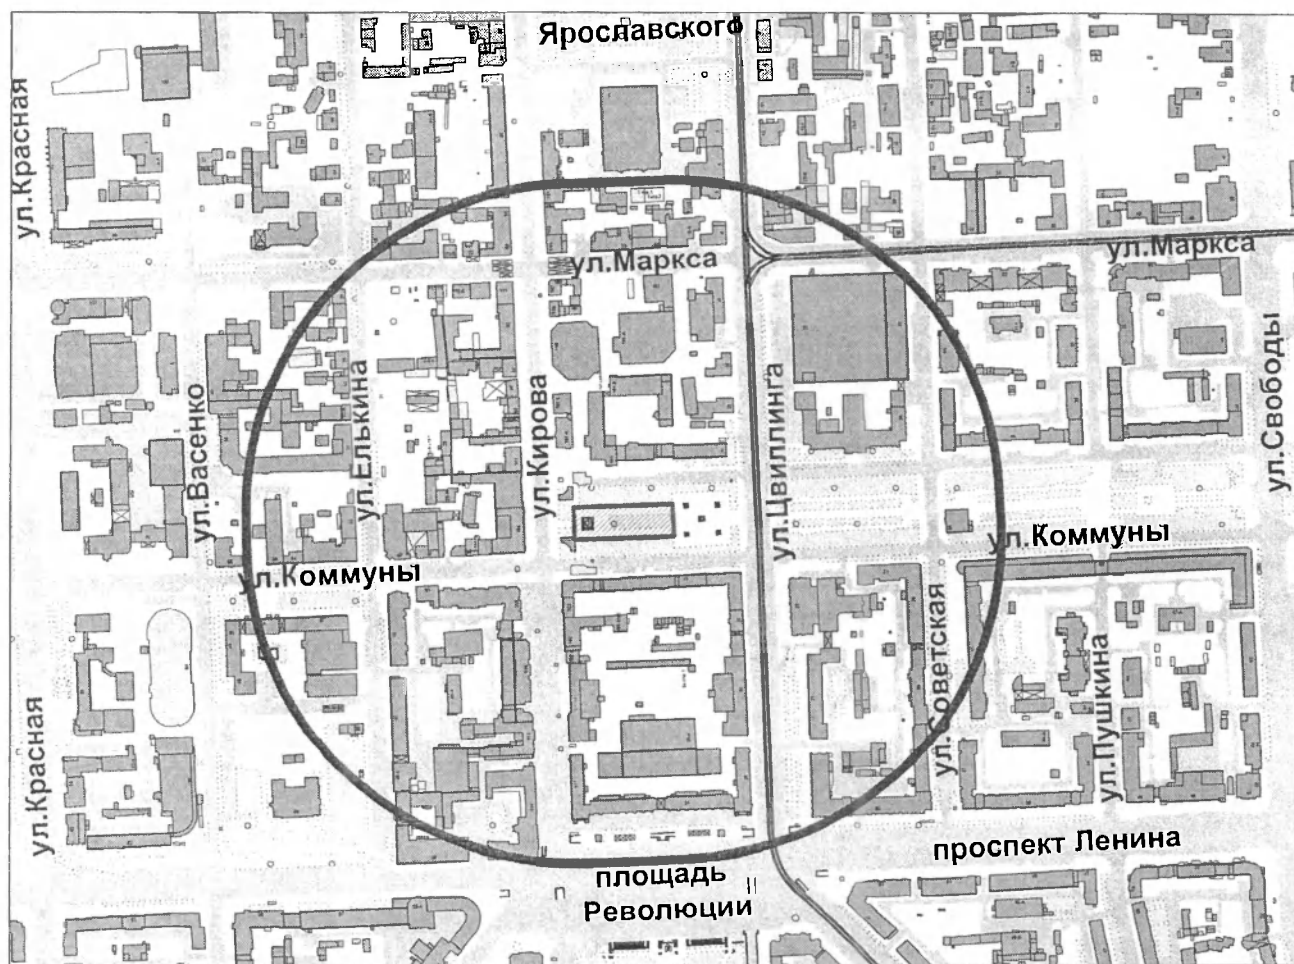 Ярославского
ул.Красная
ул.Маркса
ул.Маркса
ул.Васенко
ул.Елькина
ул.Кирова
ул.Цвиллинга
ул.Свободы
ул.Коммуны
ул.Коммуны
ул.Красная
ул.Советская
ул.Пушкина
проспект Ленина
площадь
Революции